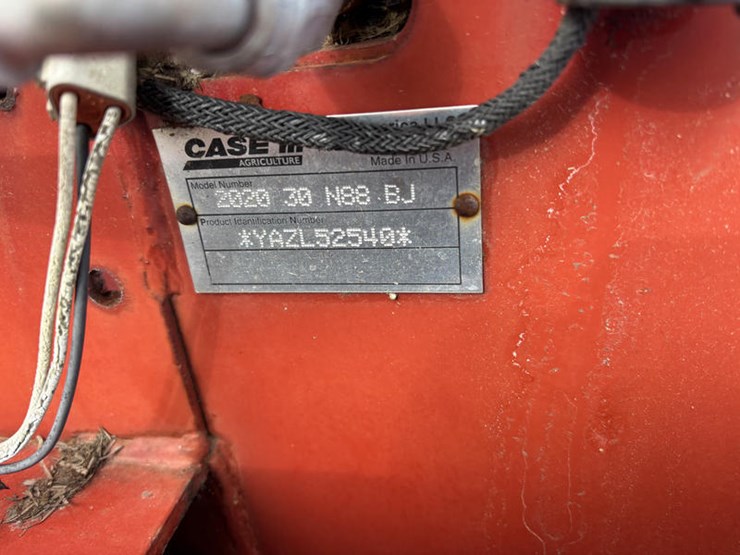 CASE III
AGRICULTURE
Made In U.S.A.
Model Number
2020 30 N88 BJ
Product Identification Number
*YAZL52540*